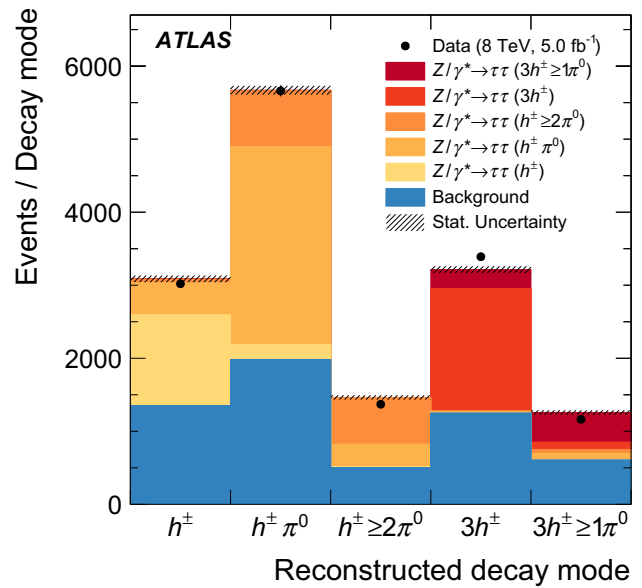 ATLAS
Data (8 TeV, 5.0 fb⁻¹)
Z/γ*→ττ (3h± ≥1π⁰)
Z/γ*→ττ (3h±)
Z/γ*→ττ (h± ≥2π⁰)
Z/γ*→ττ (h± π⁰)
Z/γ*→ττ (h±)
Background
Stat. Uncertainty
Events / Decay mode
6000
4000
2000
0
h± h± π⁰ h± ≥2π⁰ 3h± 3h± ≥1π⁰
Reconstructed decay mode